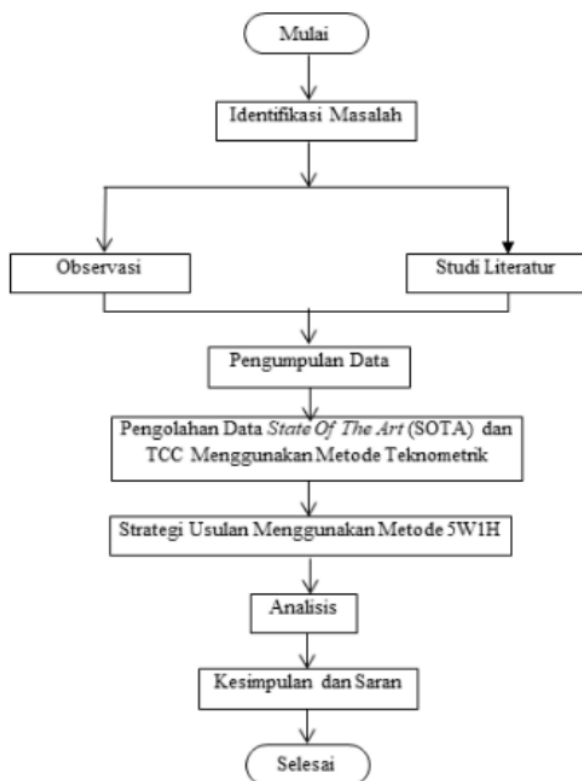 Mulai
Identifikasi Masalah
Observasi
Studi Literatur
Pengumpulan Data
Pengolahan Data State Of The Art (SOTA) dan
TCC Menggunakan Metode Teknometrik
Strategi Usulan Menggunakan Metode 5W1H
Analisis
Kesimpulan dan Saran
Selesai